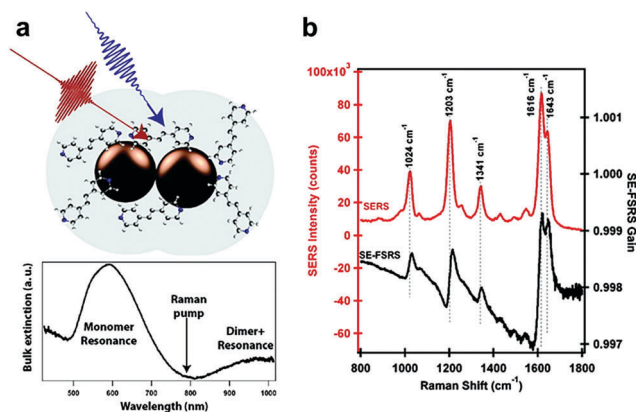 a
Bulk extinction (a. u.)
Monomer
Resonance
Raman
pump
Dimer+
Resonance
500
600
700
800
900
1000
Wavelength (nm)
b
SERS Intensity (counts)
100x10³
80
60
40
20
0
-20
-40
-60
1024 cm⁻¹
1203 cm⁻¹
1341 cm⁻¹
1616 cm⁻¹
1643 cm⁻¹
SERS
SE-FSRS
1.001
1.000
0.999
0.998
0.997
SE-FSRS Gain
800
1000
1200
1400
1600
1800
Raman Shift (cm⁻¹)